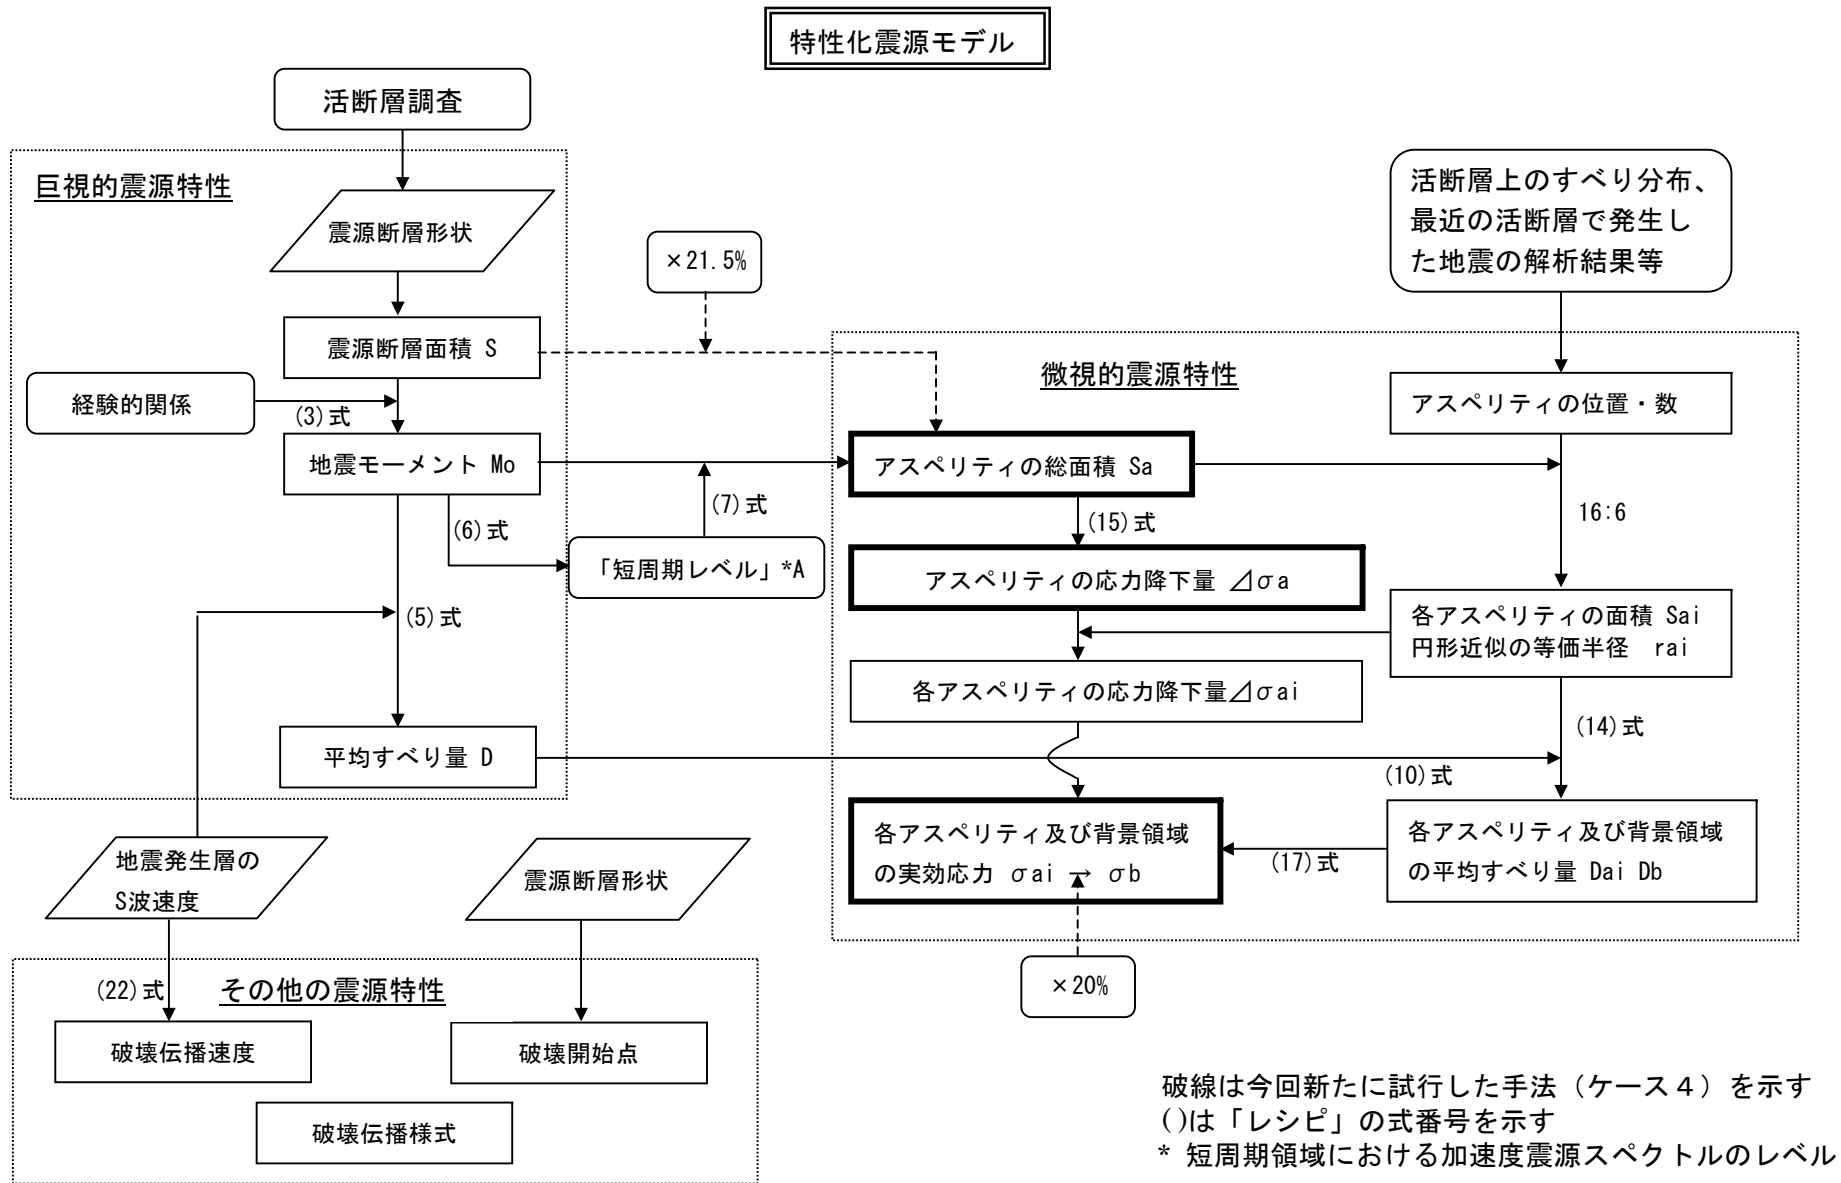 特性化震源モデル
活断層調査
巨視的震源特性
震源断層形状
×21.5%
活断層上のすべり分布、
最近の活断層で発生し
た地震の解析結果等
震源断層面積 S
微視的震源特性
経験的関係
(3)式
アスペリティの位置・数
地震モーメント Mo
アスペリティの総面積 Sa
(6)式
(7)式
(15)式
16:6
「短周期レベル」*A
アスペリティの応力降下量 ⊿σa
(5)式
各アスペリティの面積 Sai
円形近似の等価半径 rai
各アスペリティの応力降下量⊿σai
(14)式
平均すべり量 D
(10)式
各アスペリティ及び背景領域
の実効応力 σai → σb
(17)式
各アスペリティ及び背景領域
の平均すべり量 Dai Db
地震発生層の
S波速度
震源断層形状
×20%
(22)式
その他の震源特性
破壊伝播速度
破壊開始点
破壊伝播様式
破線は今回新たに試行した手法（ケース４）を示す
()は「レシピ」の式番号を示す
* 短周期領域における加速度震源スペクトルのレベル